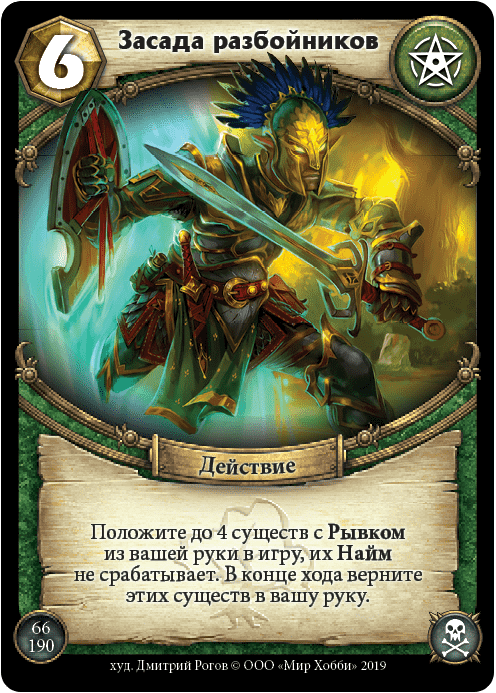 6
Засада разбойников
Действие
Положите до 4 существ с Рывком
из вашей руки в игру, их Найм
не срабатывает. В конце хода верните
этих существ в вашу руку.
66
190
худ. Дмитрий Рогов © ООО «Мир Хобби» 2019